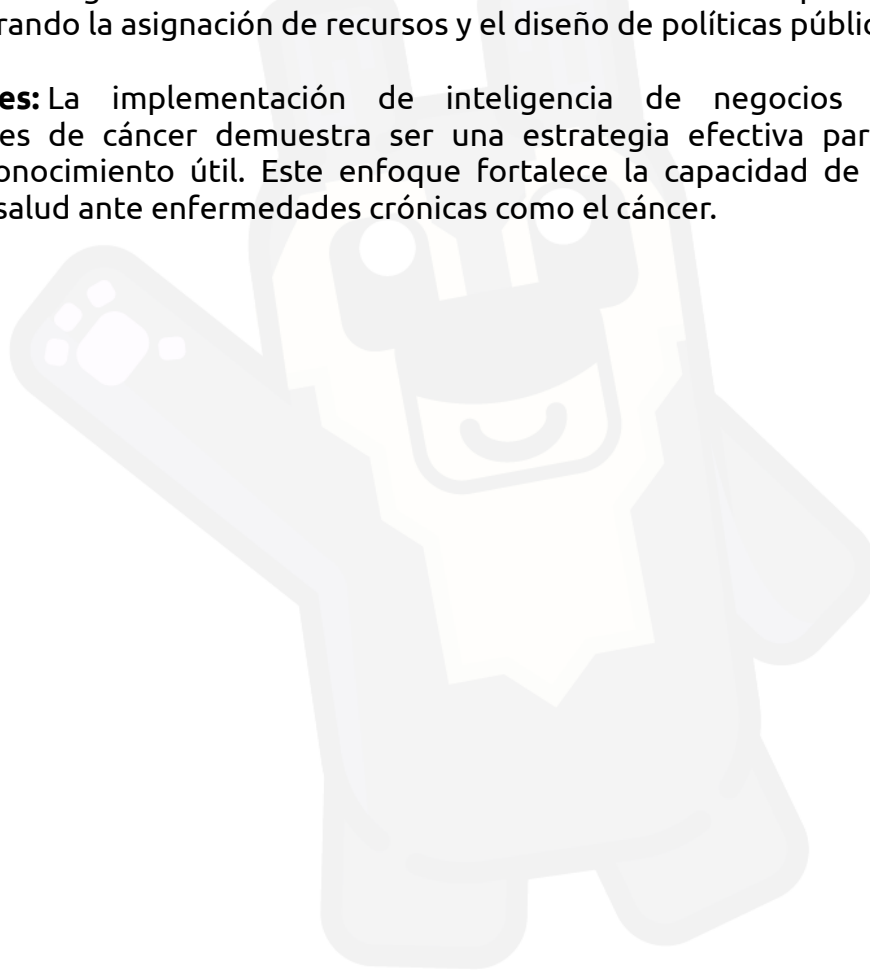 rando la asignación de recursos y el diseño de políticas públic
es: La implementación de inteligencia de negocios
es de cáncer demuestra ser una estrategia efectiva par
onocimiento útil. Este enfoque fortalece la capacidad de
salud ante enfermedades crónicas como el cáncer.